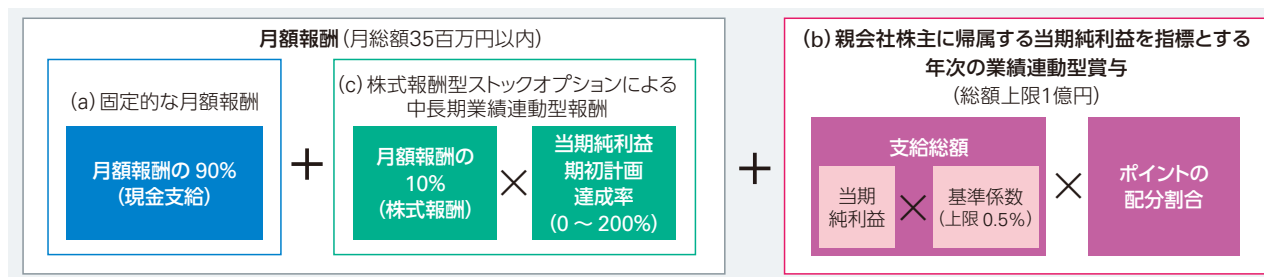 月額報酬(月総額35百万円以内)
(a)固定的な月額報酬
月額報酬の 90%
(現金支給)
+
(c)株式報酬型ストックオプションによる
中長期業績連動型報酬
月額報酬の
10%
(株式報酬)
×
当期純利益
期初計画
達成率
(0 ~ 200%)
+
(b)親会社株主に帰属する当期純利益を指標とする
年次の業績連動型賞与
(総額上限1億円)
支給総額
当期
純利益
×
基準係数
(上限 0.5%)
×
ポイントの
配分割合